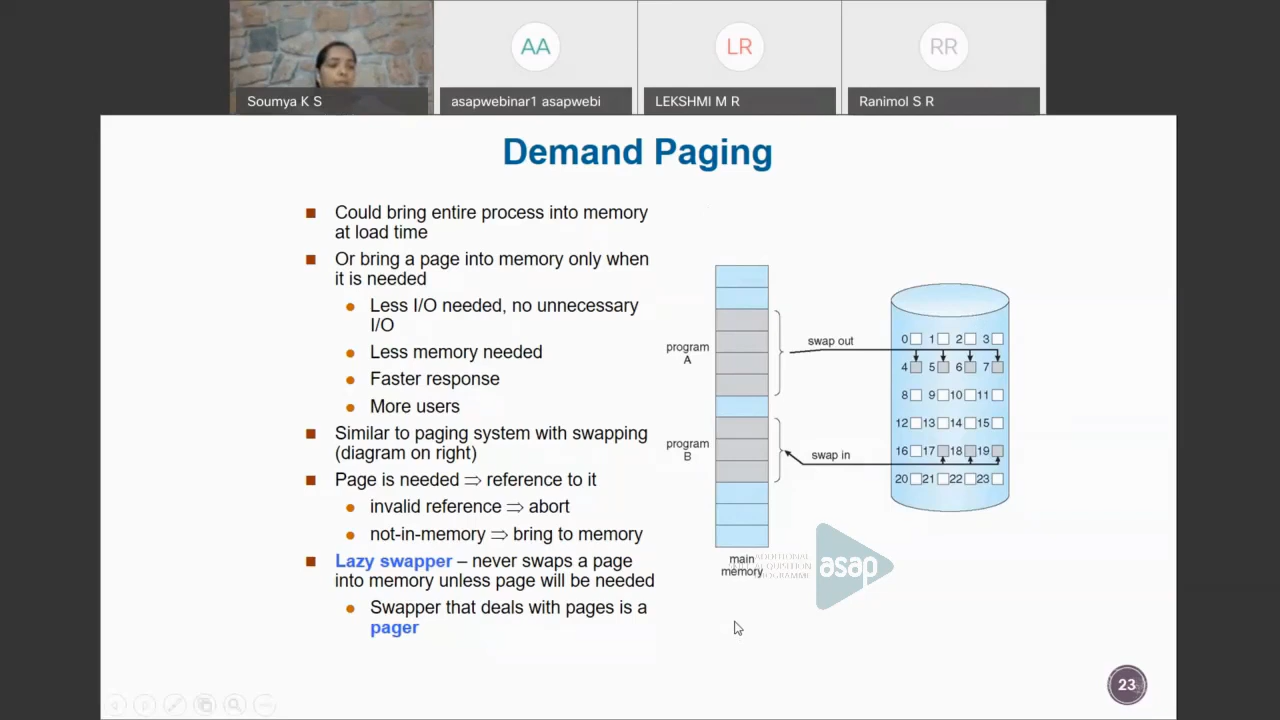 AA
LR
RR
Soumya K S
asapwebinar1 asapwebi
LEKSHMI M R
Ranimol S R
Demand Paging
Could bring entire process into memory
at load time
Or bring a page into memory only when
it is needed
Less I/O needed, no unnecessary
I/O
Less memory needed
Faster response
More users
Similar to paging system with swapping
(diagram on right)
Page is needed ⇒ reference to it
invalid reference ⇒ abort
not-in-memory ⇒ bring to memory
Lazy swapper – never swaps a page
into memory unless page will be needed
Swapper that deals with pages is a
pager
program
A
program
B
swap out
swap in
0 1 2 3
4 5 6 7
8 9 10 11
12 13 14 15
16 17 18 19
20 21 22 23
main
memory
asap
23